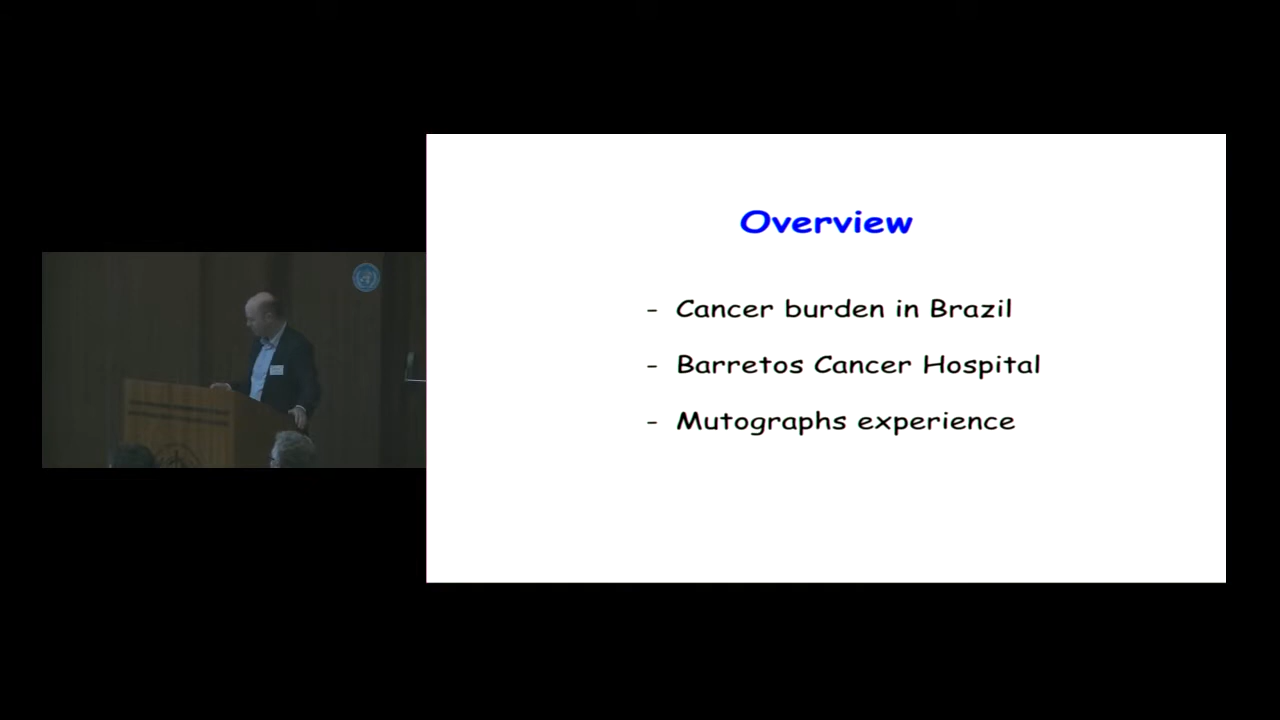 Overview
- Cancer burden in Brazil
- Barretos Cancer Hospital
- Mutographs experience